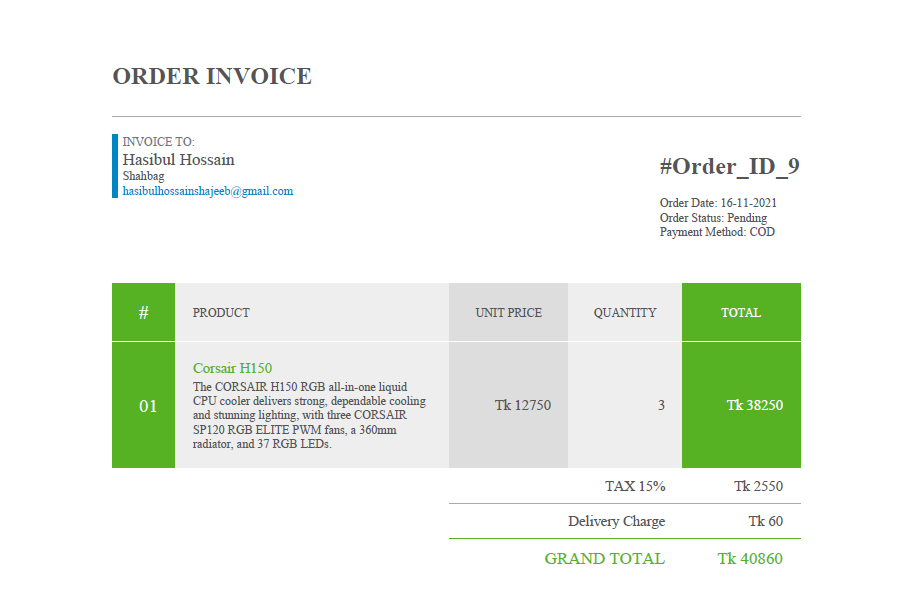 ORDER INVOICE
INVOICE TO:
Hasibul Hossain
Shahbag
hasibulhossainshajeeb@gmail.com
#Order_ID_9
Order Date: 16-11-2021
Order Status: Pending
Payment Method: COD
# PRODUCT UNIT PRICE QUANTITY TOTAL
Corsair H150
The CORSAIR H150 RGB all-in-one liquid
CPU cooler delivers strong, dependable cooling
01 and stunning lighting, with three CORSAIR Tk 12750 3 Tk 38250
SP120 RGB ELITE PWM fans, a 360mm
radiator, and 37 RGB LEDs.
TAX 15% Tk 2550
Delivery Charge Tk 60
GRAND TOTAL Tk 40860